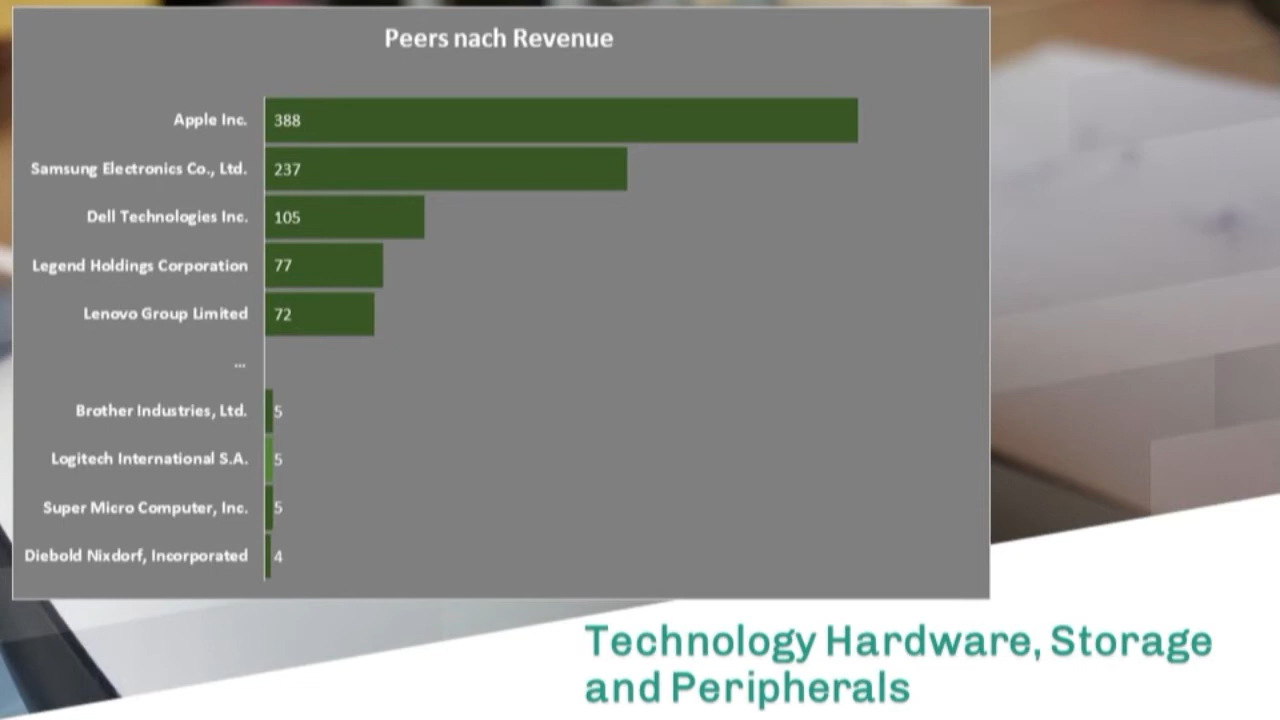 Peers nach Revenue
Apple Inc. 388
Samsung Electronics Co., Ltd. 237
Dell Technologies Inc. 105
Legend Holdings Corporation 77
Lenovo Group Limited 72
...
Brother Industries, Ltd. 5
Logitech International S.A. 5
Super Micro Computer, Inc. 5
Diebold Nixdorf, Incorporated 4
Technology Hardware, Storage
and Peripherals